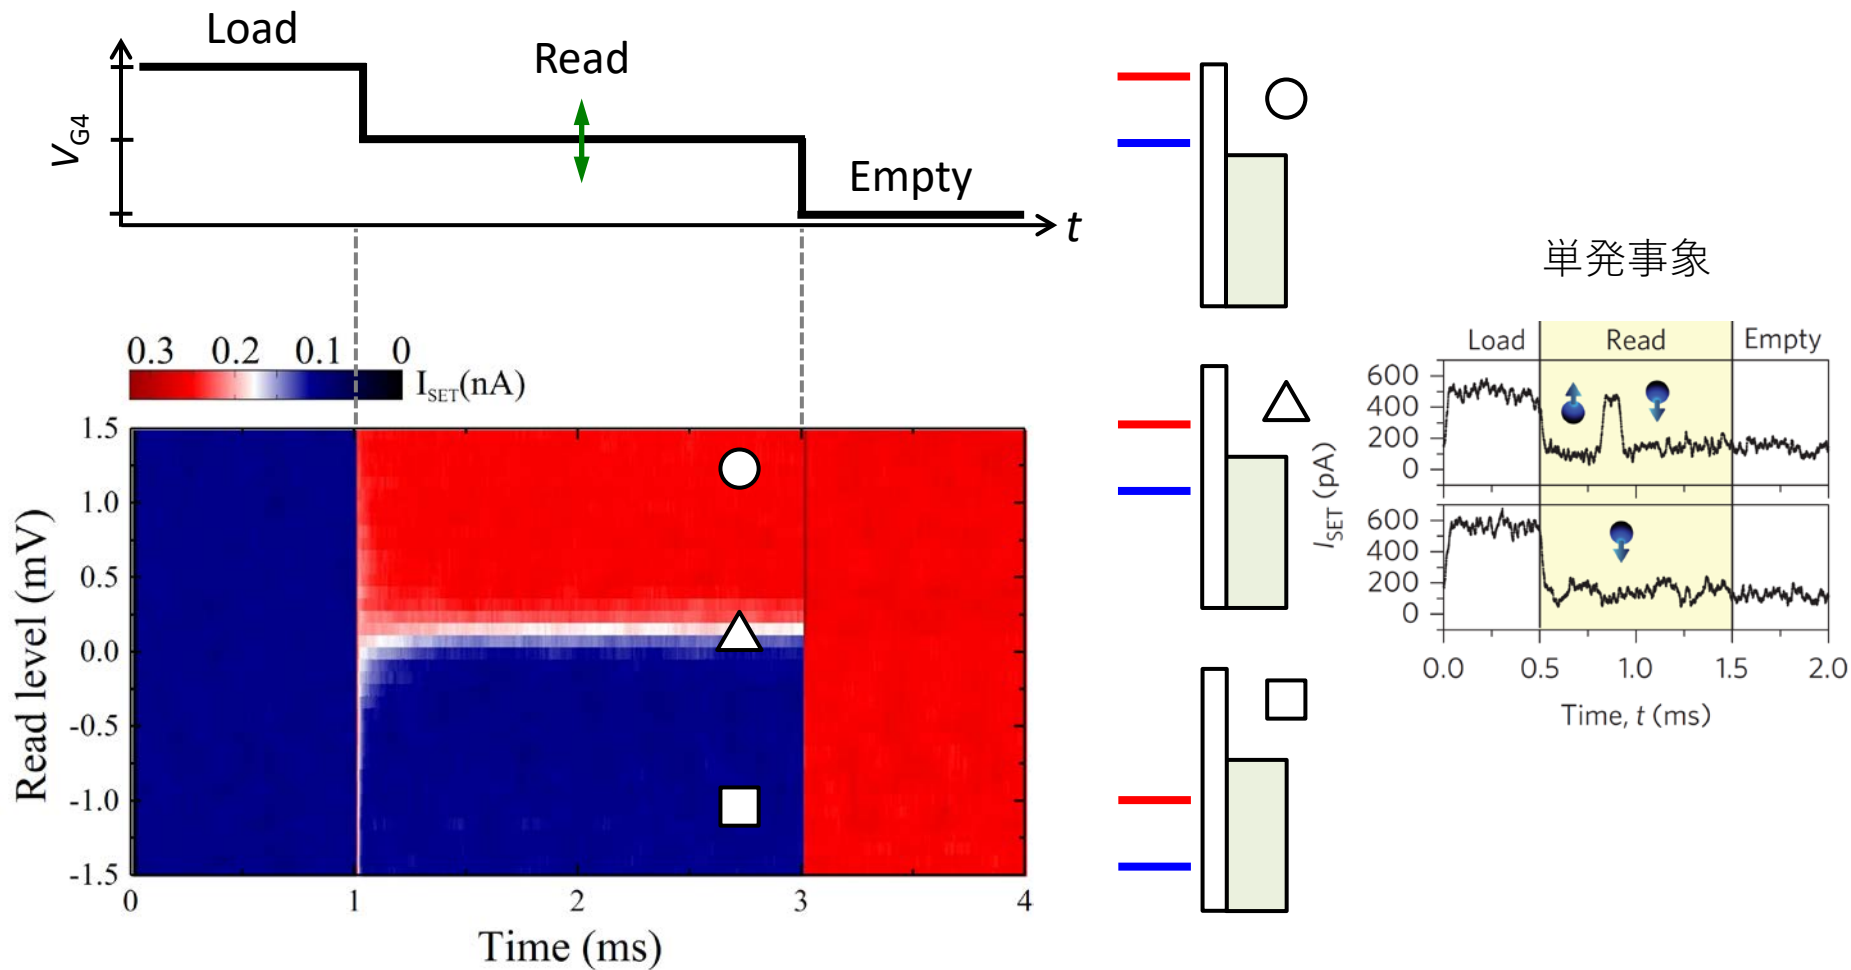 Load
Read
Empty
V_G4
t
0.3 0.2 0.1 0
I_SET(nA)
1.5
1.0
0.5
0.0
-0.5
-1.0
-1.5
Read level (mV)
0 1 2 3 4
Time (ms)
単発事象
Load Read Empty
600
400
200
0
600
400
200
0
I_SET (pA)
0.0 0.5 1.0 1.5 2.0
Time, t (ms)